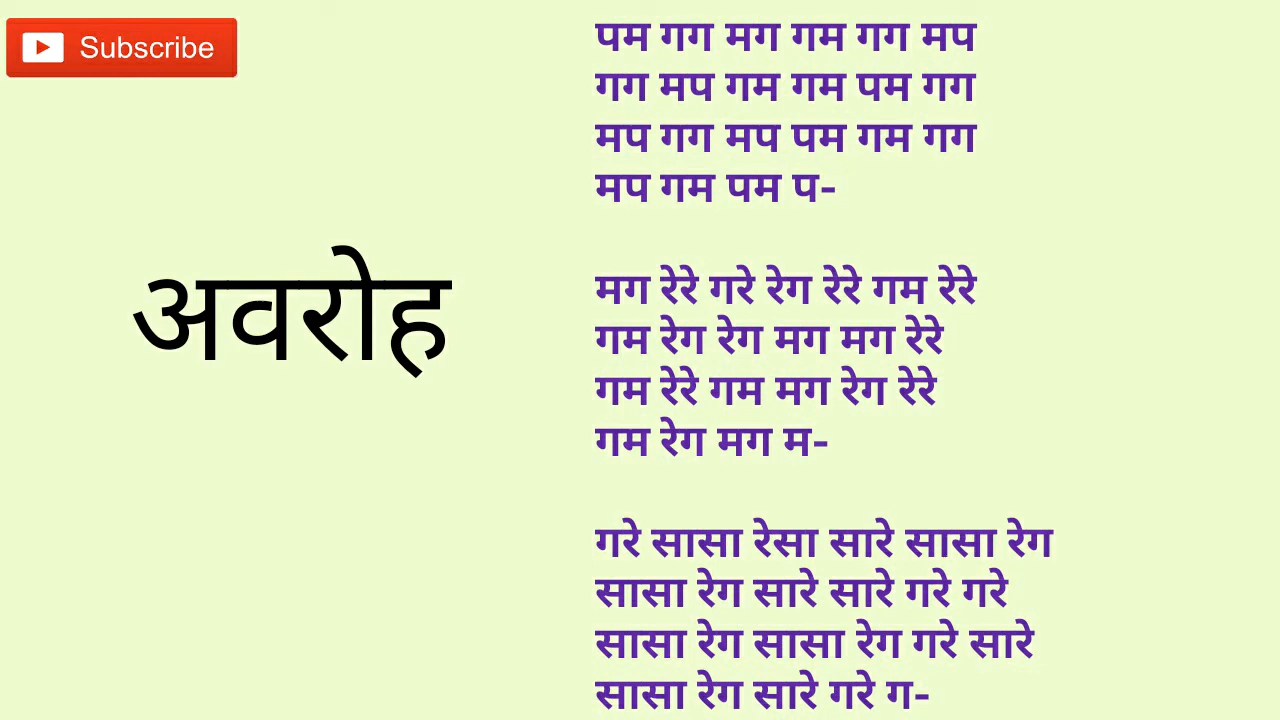 Subscribe
अवरोह
पम गग मग गम गग मप
गग मप गम गम पम गग
मप गग मप पम गम गग
मप गम पम प-
मग रेरे गरे रेग रेरे गम रेरे
गम रेग रेग मग मग रेरे
गम रेरे गम मग रेग रेरे
गम रेग मग म-
गरे सासा रेसा सारे सासा रेग
सासा रेग सारे सारे गरे गरे
सासा रेग सासा रेग गरे सारे
सासा रेग सारे गरे ग-